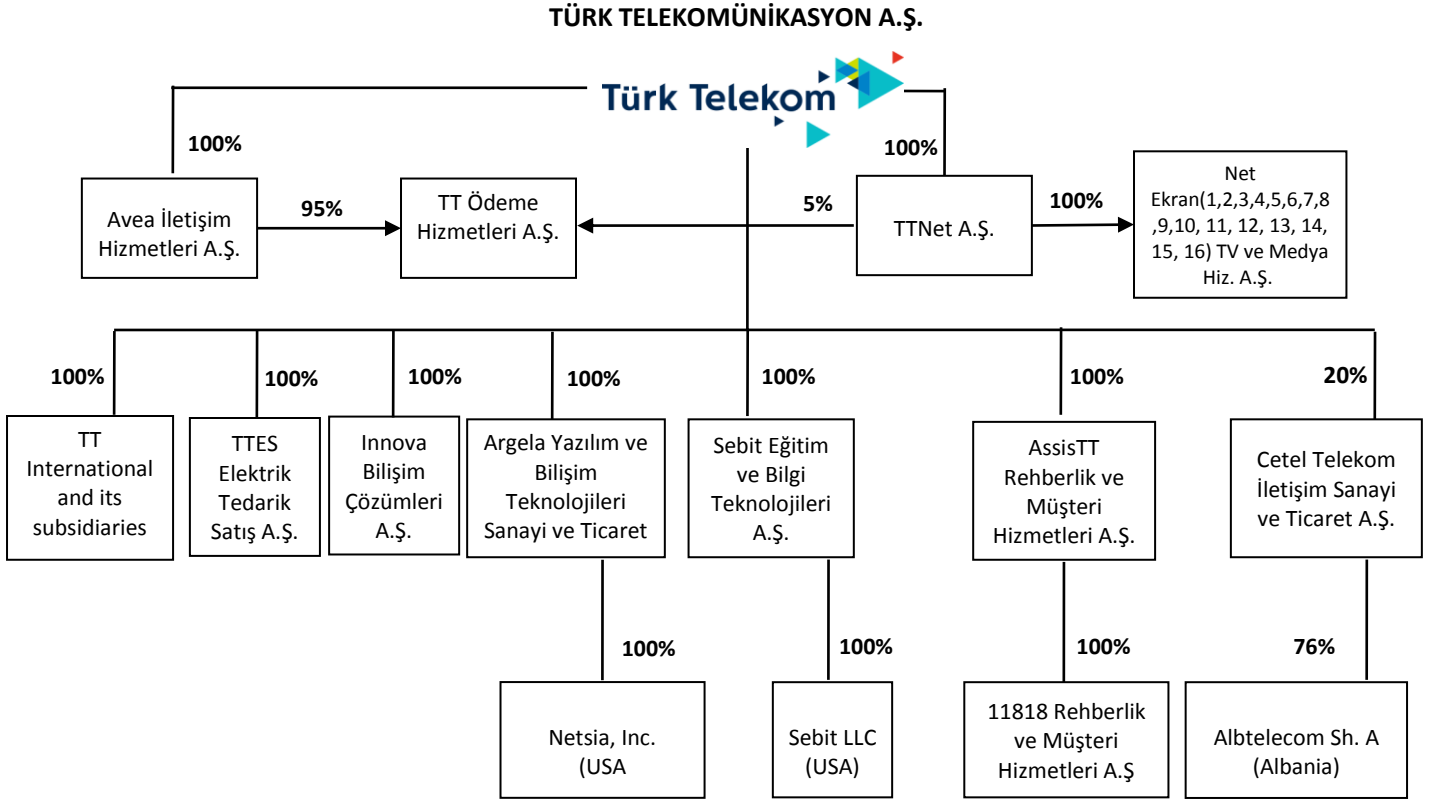 TÜRK TELEKOMÜNİKASYON A.Ş.
Türk Telekom
100%
100%
Avea İletişim
Hizmetleri A.Ş.
95%
TT Ödeme
Hizmetleri A.Ş.
5%
TTNet A.Ş.
100%
Net
Ekran(1,2,3,4,5,6,7,8
,9,10, 11, 12, 13, 14,
15, 16) TV ve Medya
Hiz. A.Ş.
100%
100%
100%
100%
100%
100%
20%
TT
International
and its
subsidiaries
TTES
Elektrik
Tedarik
Satış A.Ş.
Innova
Bilişim
Çözümleri
A.Ş.
Argela Yazılım ve
Bilişim
Teknolojileri
Sanayi ve Ticaret
Sebit Eğitim
ve Bilgi
Teknolojileri
A.Ş.
AssisTT
Rehberlik ve
Müşteri
Hizmetleri A.Ş.
Cetel Telekom
İletişim Sanayi
ve Ticaret A.Ş.
100%
100%
100%
76%
Netsia, Inc.
(USA
Sebit LLC
(USA)
11818 Rehberlik
ve Müşteri
Hizmetleri A.Ş
Albtelecom Sh. A
(Albania)